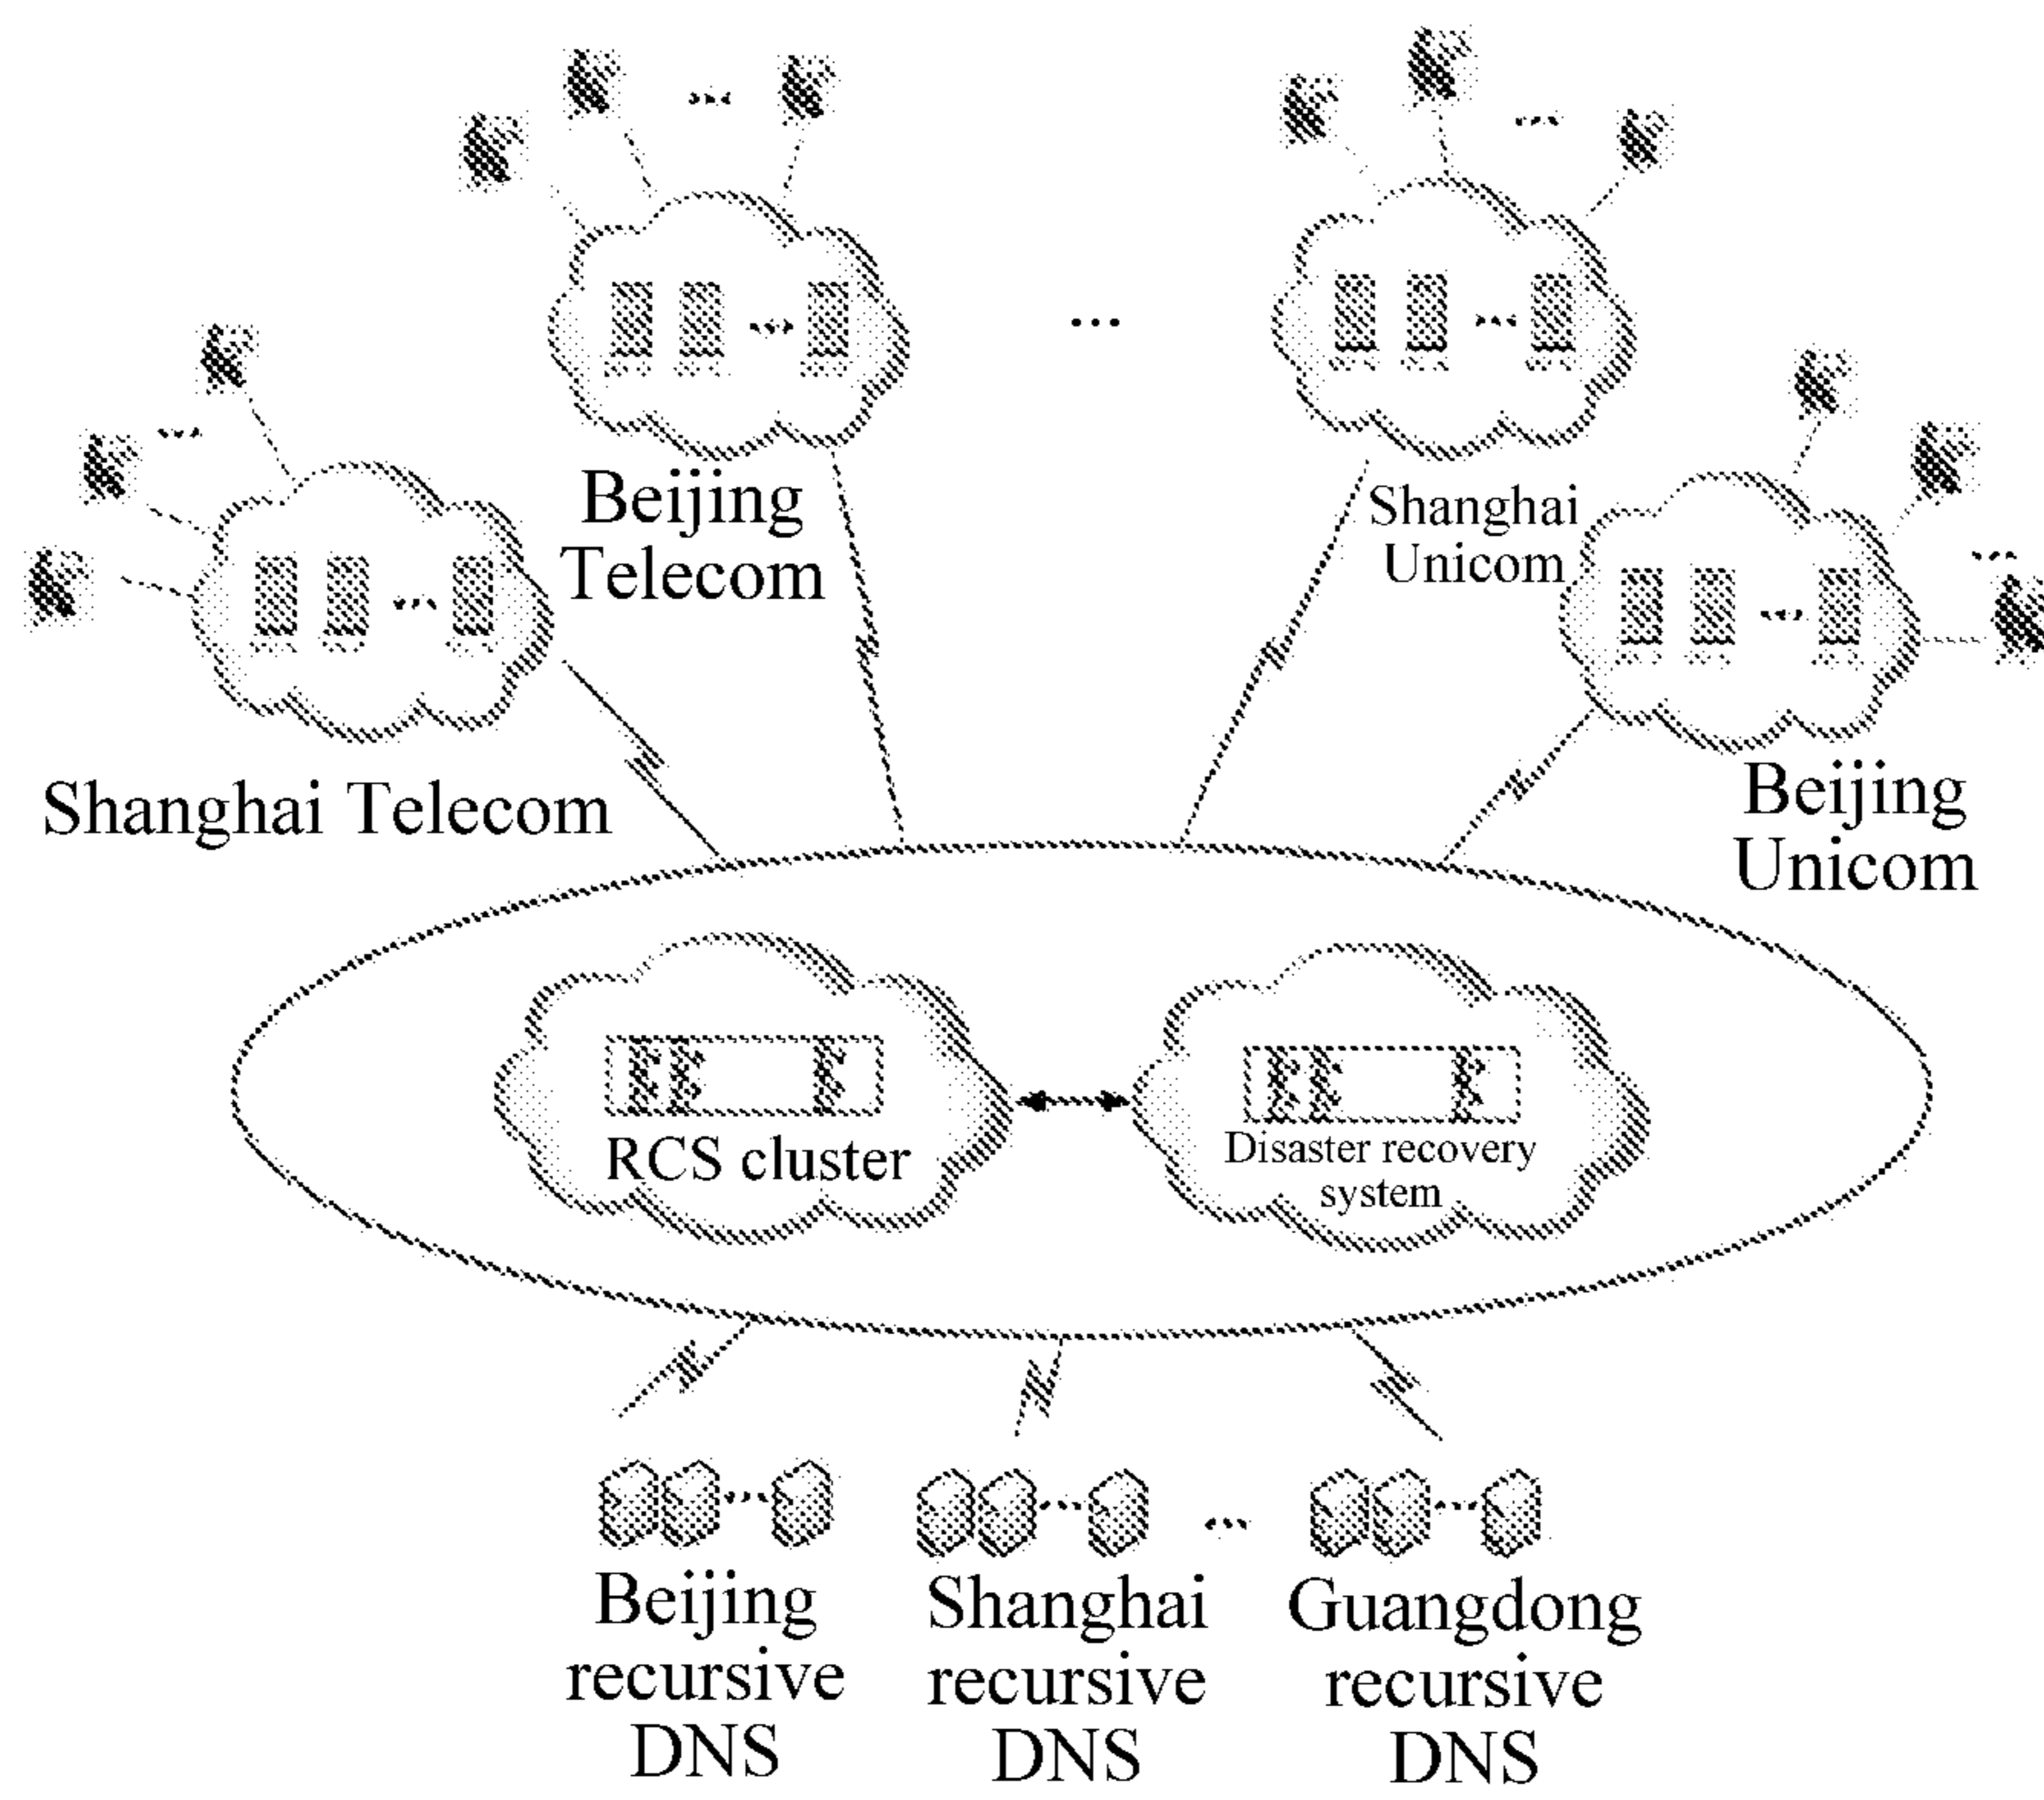 Beijing
Telecom
Shanghai
Unicom
Shanghai Telecom
Beijing
Unicom
RCS cluster
Disaster recovery
system
Beijing
recursive
DNS
Shanghai
recursive
DNS
Guangdong
recursive
DNS